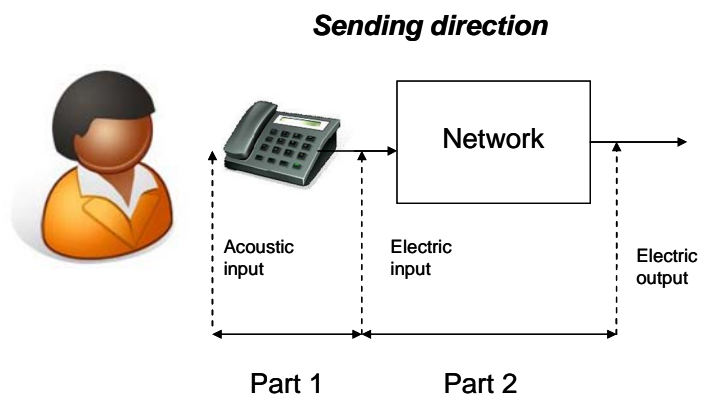 Sending direction
Network
Acoustic
input
Electric
input
Electric
output
Part 1
Part 2